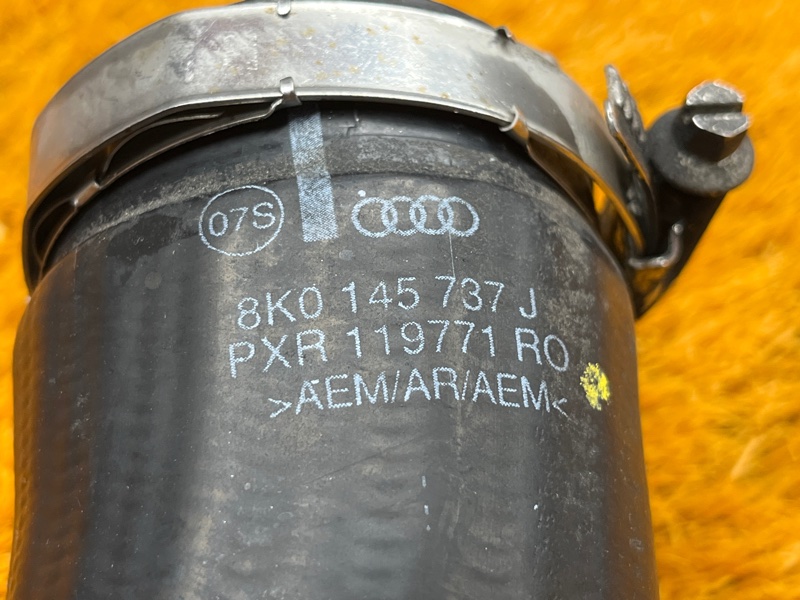 07S
8K0 145 737 J
PXR 119771 RO
>AEM/AR/AEM<